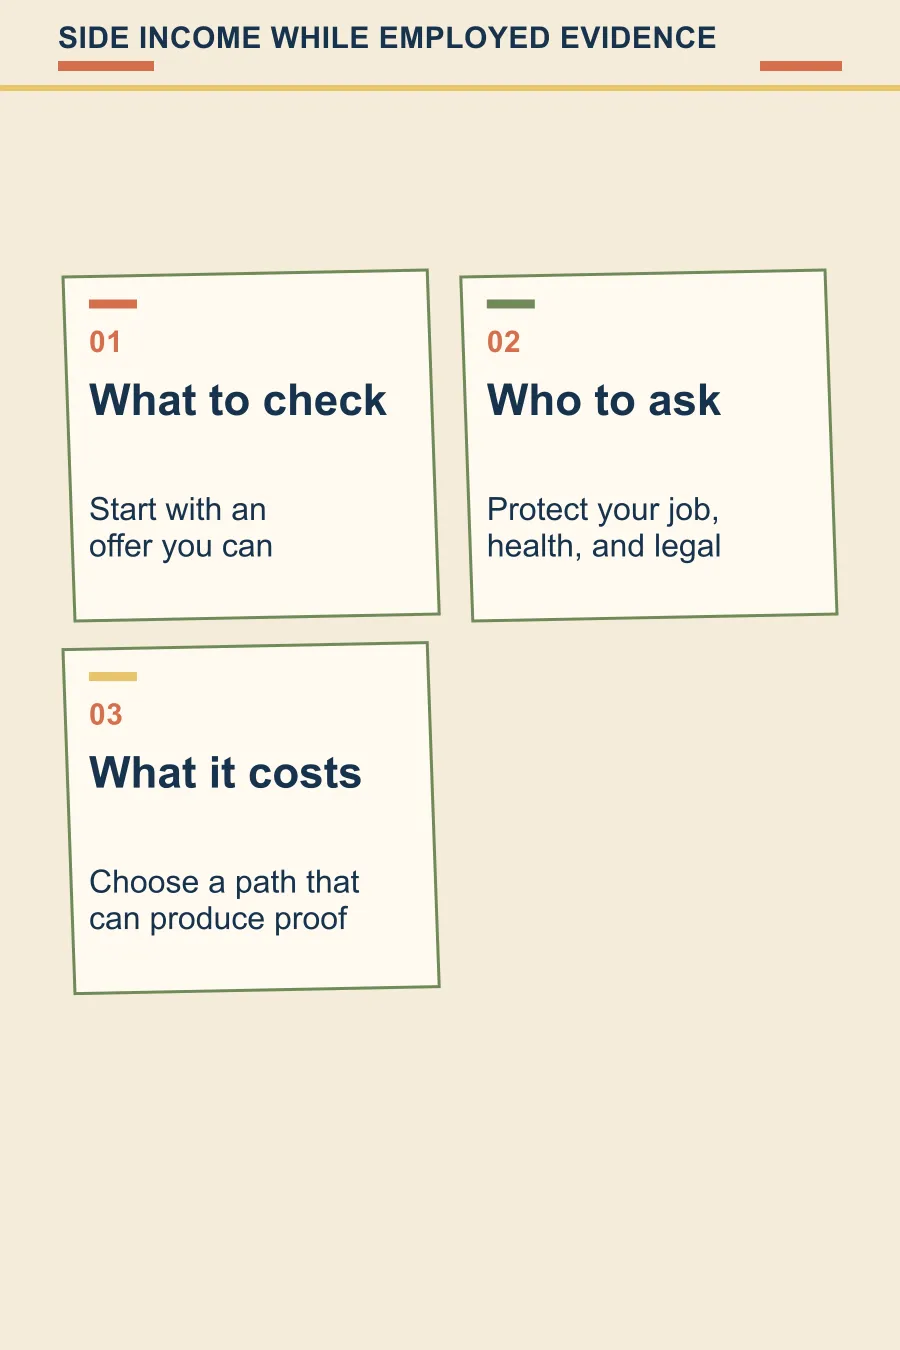 SIDE INCOME WHILE EMPLOYED EVIDENCE
01
What to check
Start with an
offer you can
02
Who to ask
Protect your job,
health, and legal
03
What it costs
Choose a path that
can produce proof